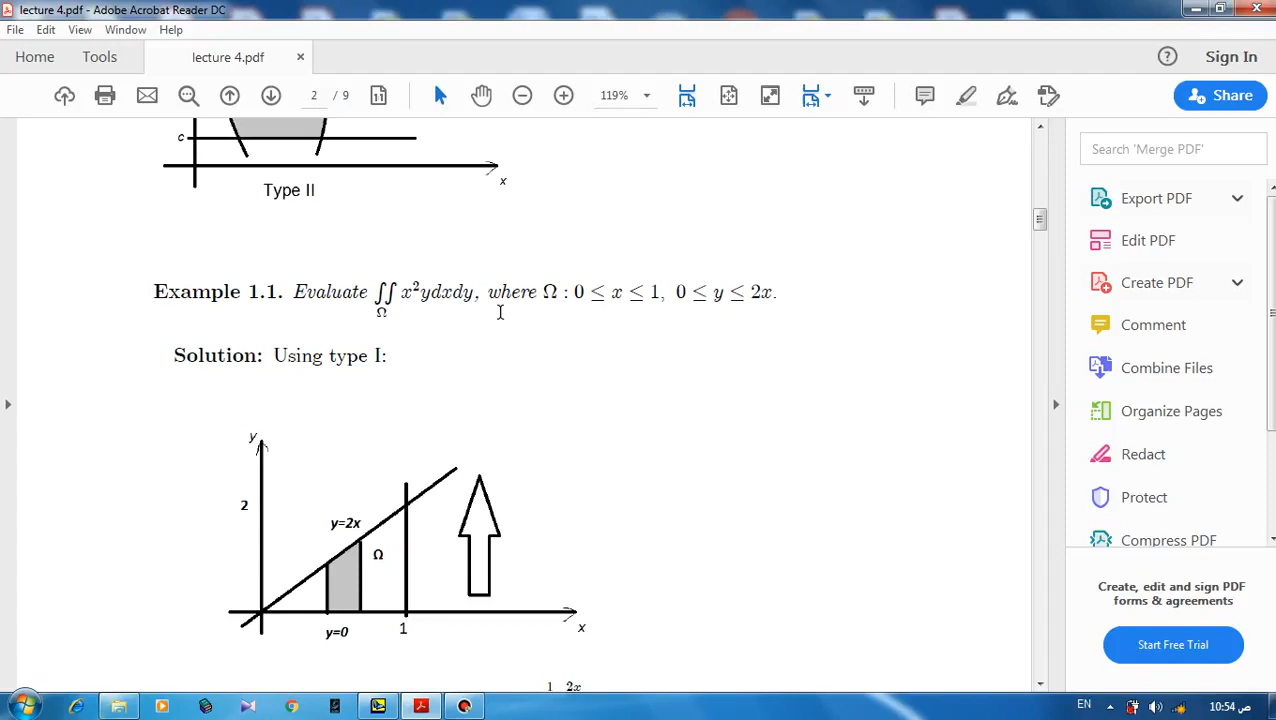 lecture 4.pdf - Adobe Acrobat Reader DC
File Edit View Window Help
Home Tools lecture 4.pdf × ? Sign In
2 / 9 119% Share
c
x
Type II
Example 1.1. Evaluate ∬ x²ydxdy, where Ω : 0 ≤ x ≤ 1, 0 ≤ y ≤ 2x.
Ω
Solution: Using type I:
y
2
y=2x
Ω
y=0
1
x
1 2x
Search 'Merge PDF'
Export PDF
Edit PDF
Create PDF
Comment
Combine Files
Organize Pages
Redact
Protect
Compress PDF
Create, edit and sign PDF
forms & agreements
Start Free Trial
EN 10:54 ص